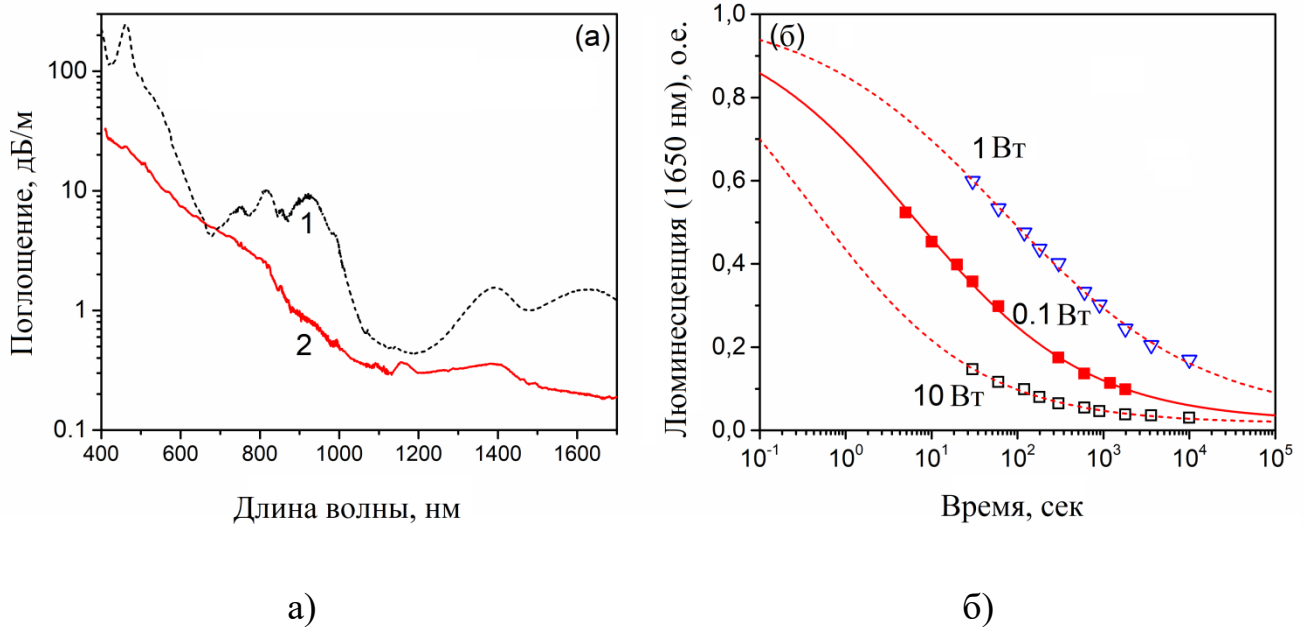 (а)
Поглощение, дБ/м
100
10
1
0.1
1
2
400
600
800
1000
1200
1400
1600
Длина волны, нм
(б)
Люминесценция (1650 нм), о.е.
1,0
0,8
0,6
0,4
0,2
0,0
1 Вт
0.1 Вт
10 Вт
10⁻¹
10⁰
10¹
10²
10³
10⁴
10⁵
Время, сек
а)
б)